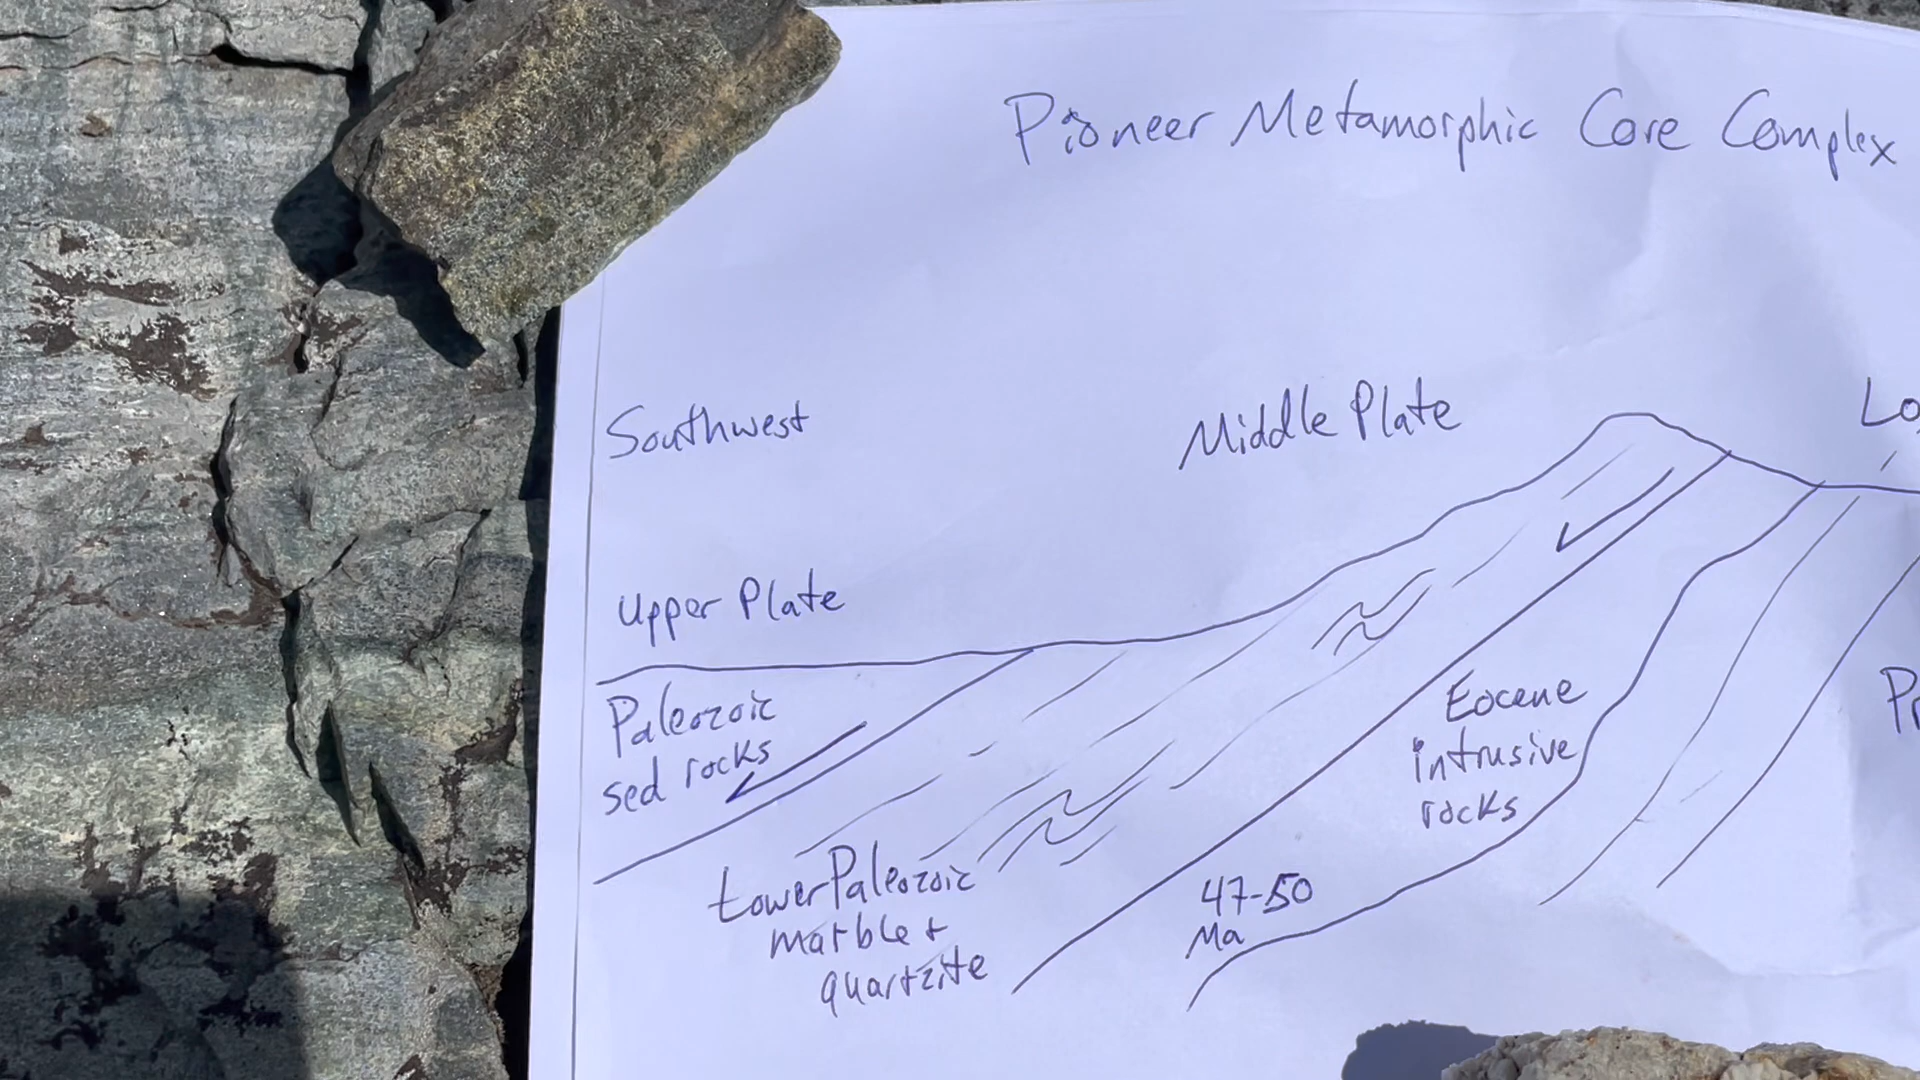 Pioneer Metamorphic Core Complex
Southwest
Middle Plate
Upper Plate
Paleozoic
sed rocks
Eocene
intrusive
rocks
Lower Paleozoic
marble +
quartzite
47-50
Ma